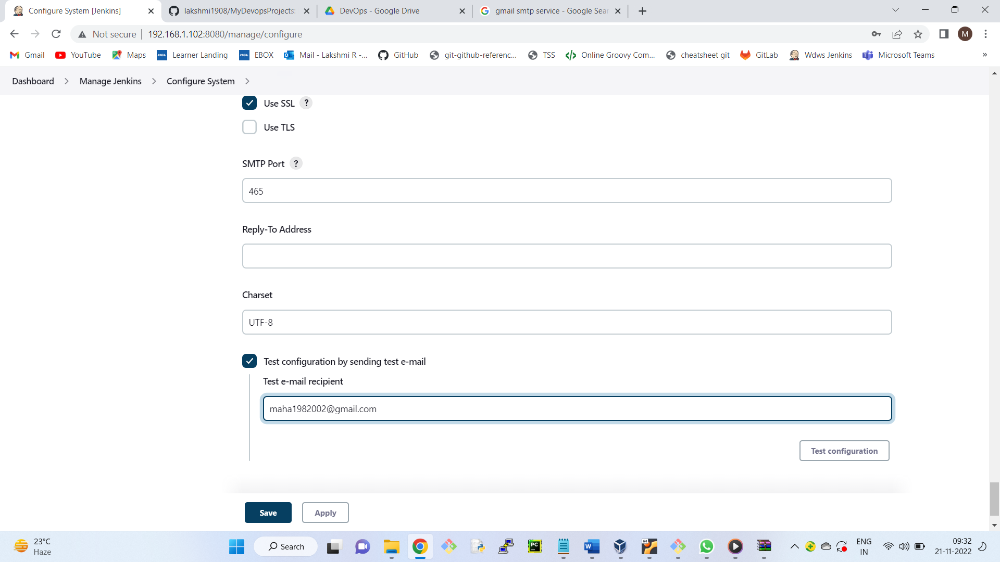 Configure System [Jenkins]
lakshmi1908/MyDevopsProjects:
DevOps - Google Drive
gmail smtp service - Google Sear
Not secure
192.168.1.102:8080/manage/configure
M
Gmail
YouTube
Maps
HCL
Learner Landing
HCL
EBOX
Mail - Lakshmi R -...
GitHub
git-github-referenc...
TSS
Online Groovy Com...
cheatsheet git
GitLab
Wdws Jenkins
Microsoft Teams
»
Dashboard
Manage Jenkins
Configure System
Use SSL ?
Use TLS
SMTP Port ?
465
Reply-To Address
Charset
UTF-8
Test configuration by sending test e-mail
Test e-mail recipient
maha1982002@gmail.com
Test configuration
Save
Apply
23°C
Haze
Search
PC
W
64
ENG
IN
09:32
21-11-2022